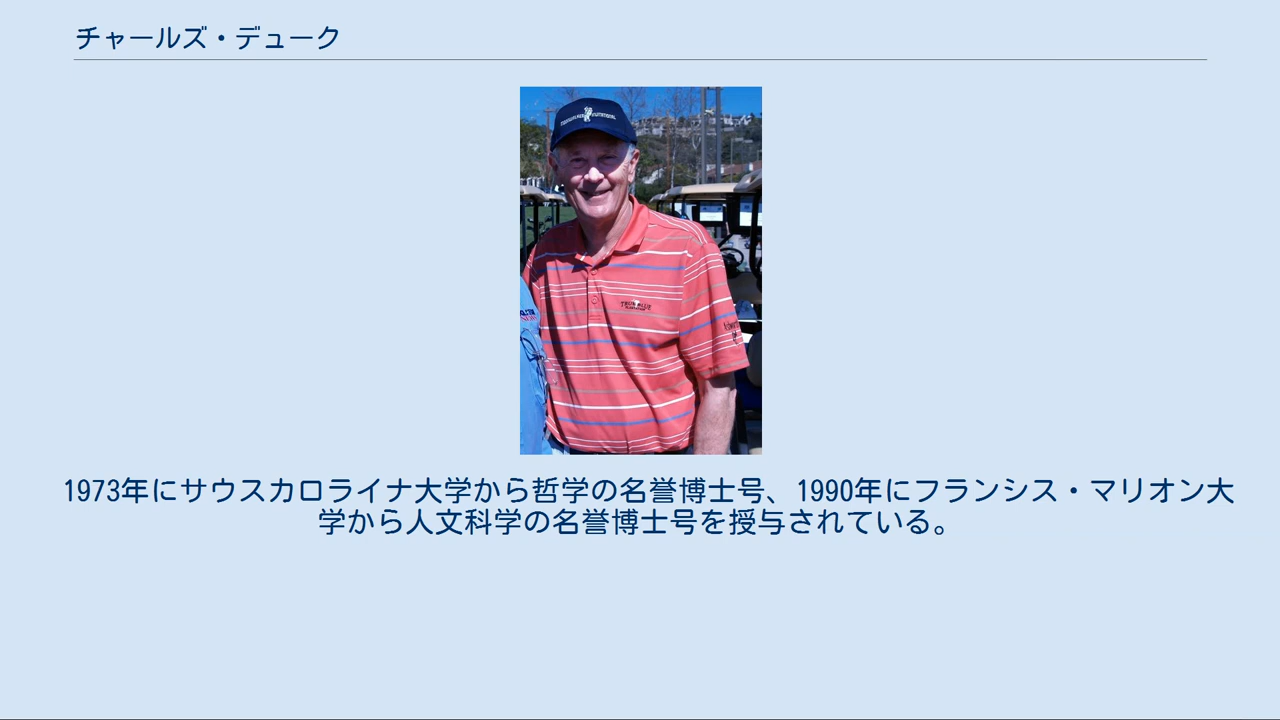 チャールズ・デューク
1973年にサウスカロライナ大学から哲学の名誉博士号、1990年にフランシス・マリオン大
学から人文科学の名誉博士号を授与されている。